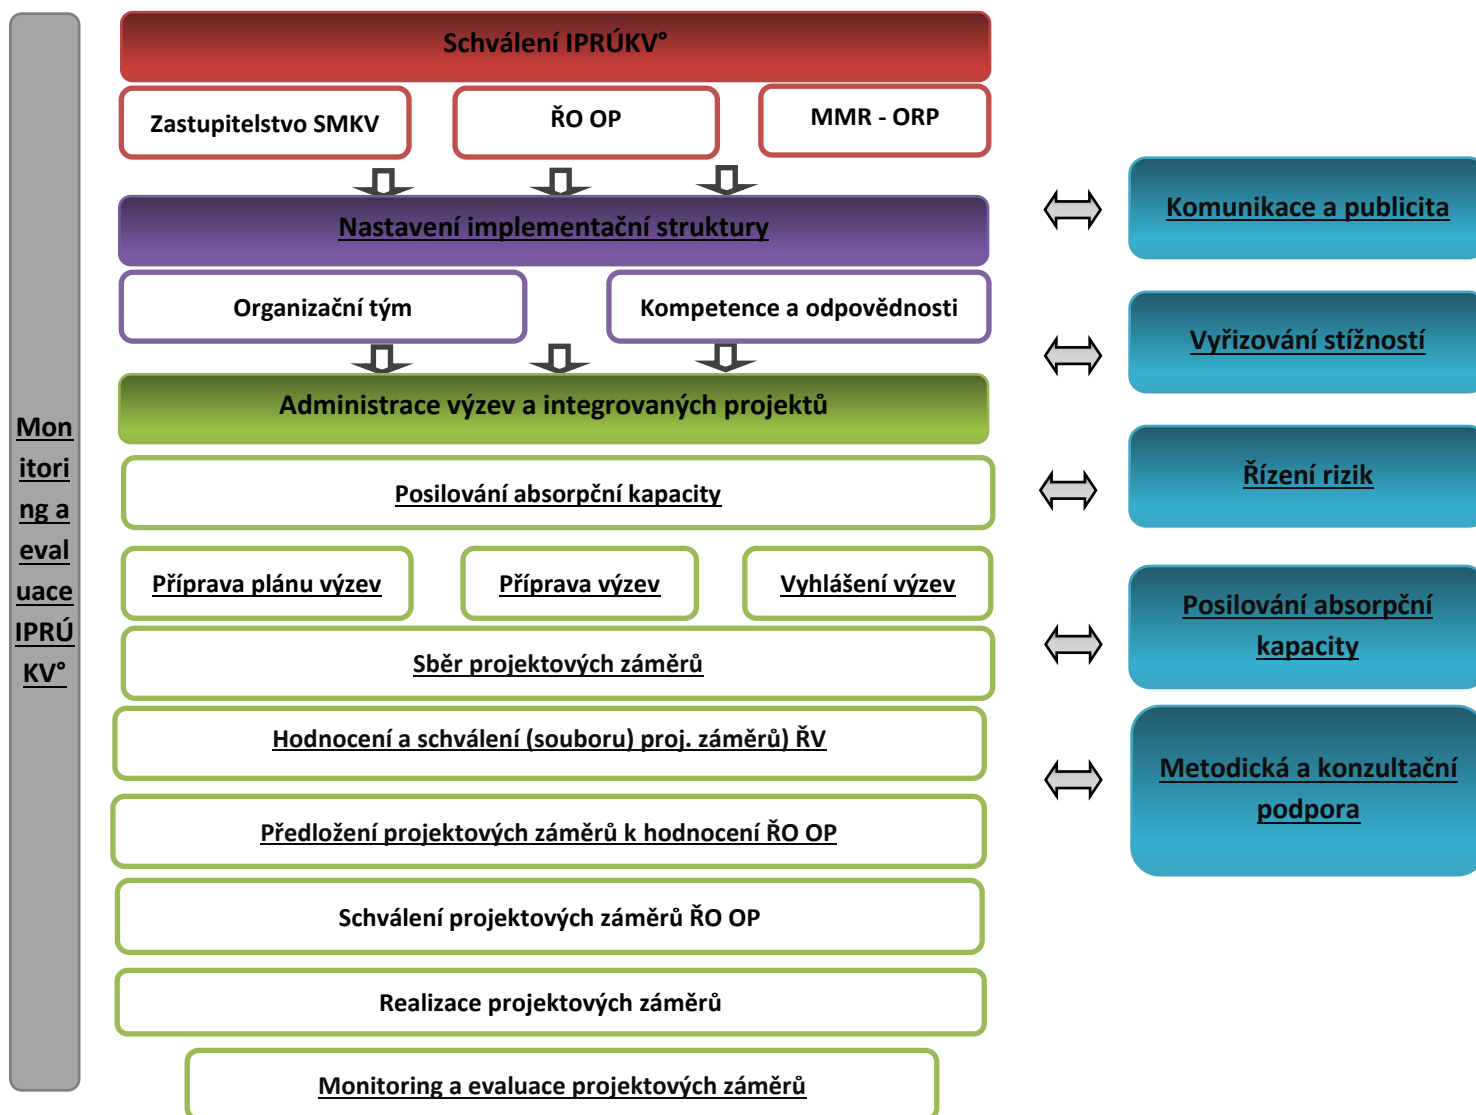 Schválení IPRÚKV°
Zastupitelstvo SMKV
ŘO OP
MMR - ORP
Nastavení implementační struktury
Organizační tým
Kompetence a odpovědnosti
Administrace výzev a integrovaných projektů
Posilování absorpční kapacity
Příprava plánu výzev
Příprava výzev
Vyhlášení výzev
Sběr projektových záměrů
Hodnocení a schválení (souboru) proj. záměrů) ŘV
Předložení projektových záměrů k hodnocení ŘO OP
Schválení projektových záměrů ŘO OP
Realizace projektových záměrů
Monitoring a evaluace projektových záměrů
Mon
itori
ng a
eval
uace
IPRÚ
KV°
Komunikace a publicita
Vyřizování stížností
Řízení rizik
Posilování absorpční
kapacity
Metodická a konzultační
podpora